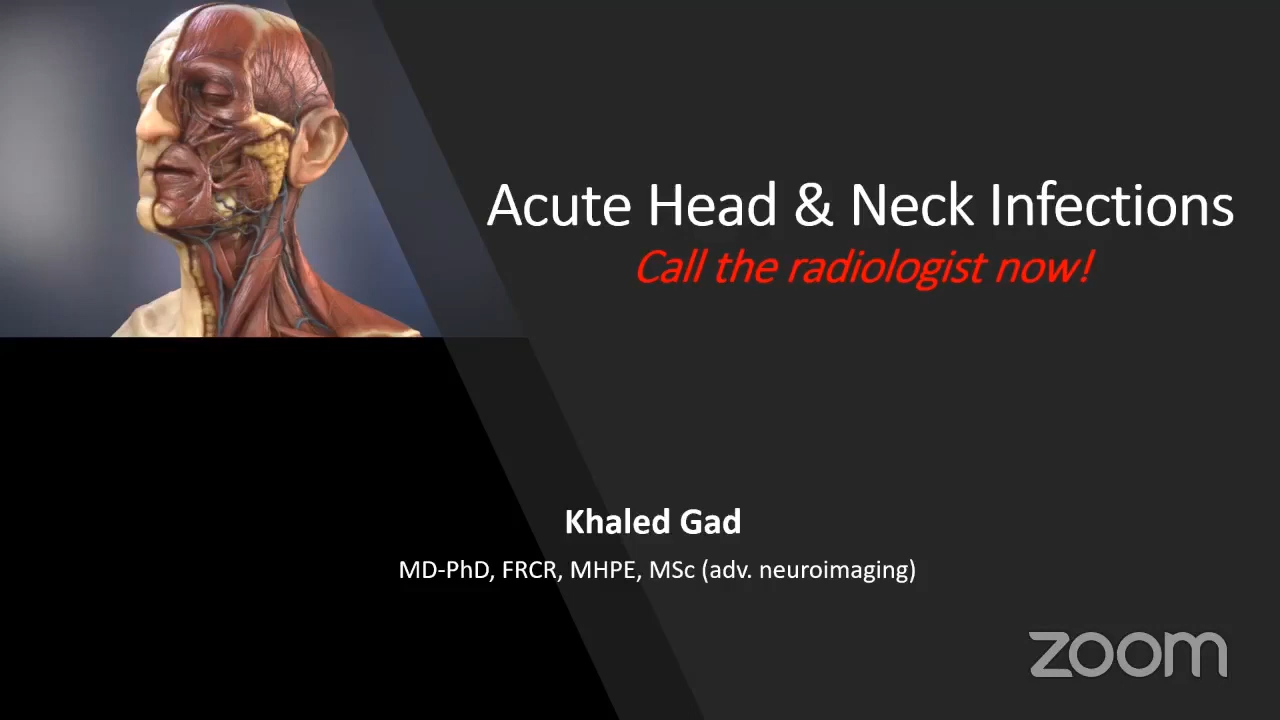 Acute Head & Neck Infections
Call the radiologist now!
Khaled Gad
MD-PhD, FRCR, MHPE, MSc (adv. neuroimaging)
zoom